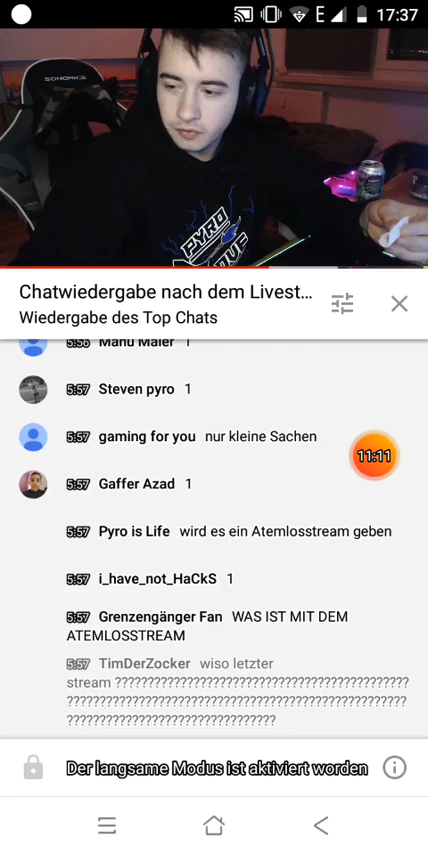 E 17:37
SONOMICS
PYRO
Chatwiedergabe nach dem Livest...
Wiedergabe des Top Chats
5:56 Manu Maier 1
5:57 Steven pyro 1
5:57 gaming for you nur kleine Sachen
11:11
5:57 Gaffer Azad 1
5:57 Pyro is Life wird es ein Atemlosstream geben
5:57 i_have_not_HaCkS 1
5:57 Grenzengänger Fan WAS IST MIT DEM
ATEMLOSSTREAM
5:57 TimDerZocker wiso letzter
stream ?????????????????????????????????????????????
????????????????????????????????????????????????????
????????????????????????????????
Der langsame Modus ist aktiviert worden